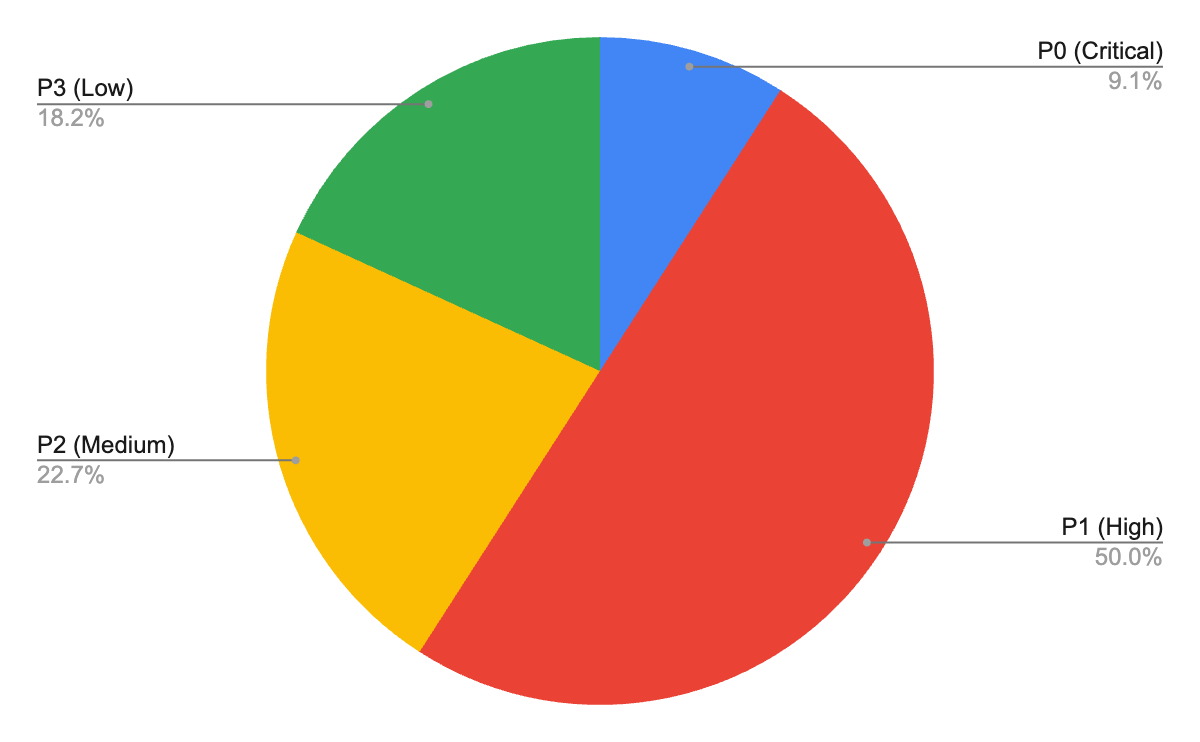 P0 (Critical)
9.1%
P3 (Low)
18.2%
P2 (Medium)
22.7%
P1 (High)
50.0%